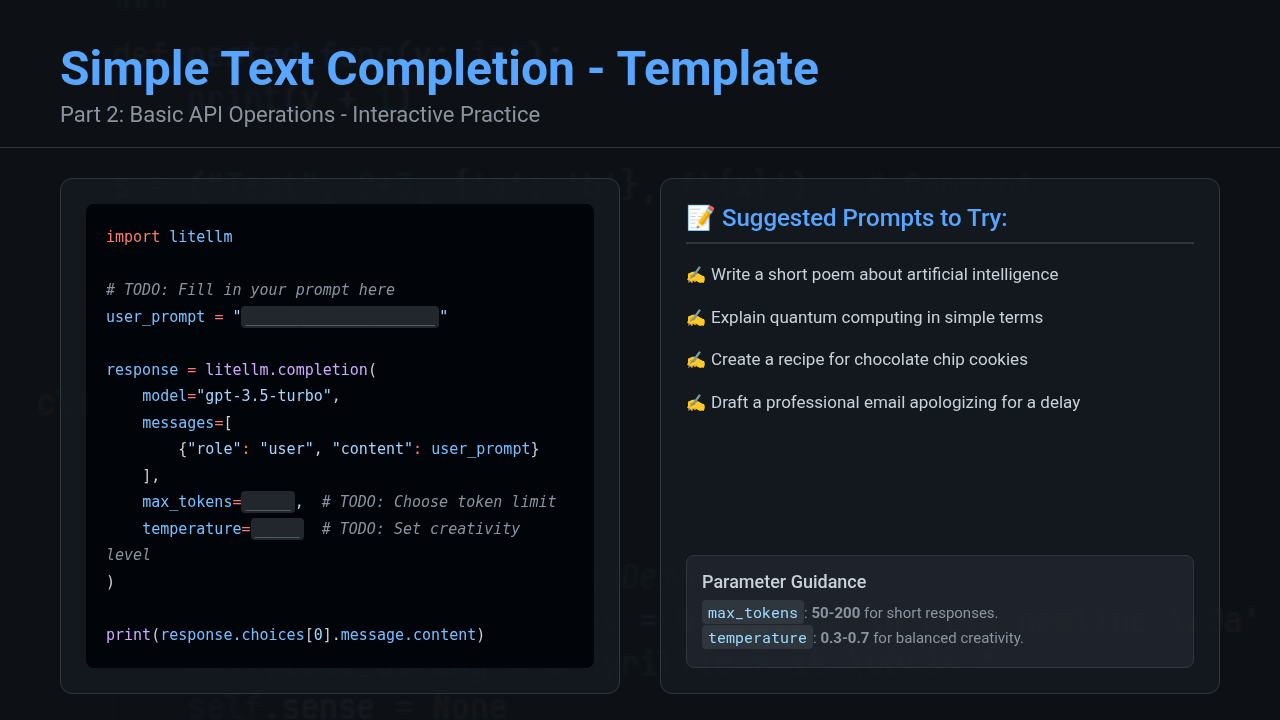 Simple Text Completion - Template
Part 2: Basic API Operations - Interactive Practice
import litellm
# TODO: Fill in your prompt here
user_prompt = "_____________________"
response = litellm.completion(
    model="gpt-3.5-turbo",
    messages=[
        {"role": "user", "content": user_prompt}
    ],
    max_tokens=_____,  # TODO: Choose token limit
    temperature=_____  # TODO: Set creativity
level
)
print(response.choices[0].message.content)
📝 Suggested Prompts to Try:
✍️ Write a short poem about artificial intelligence
✍️ Explain quantum computing in simple terms
✍️ Create a recipe for chocolate chip cookies
✍️ Draft a professional email apologizing for a delay
Parameter Guidance
max_tokens: 50-200 for short responses.
temperature: 0.3-0.7 for balanced creativity.
self.sense = None